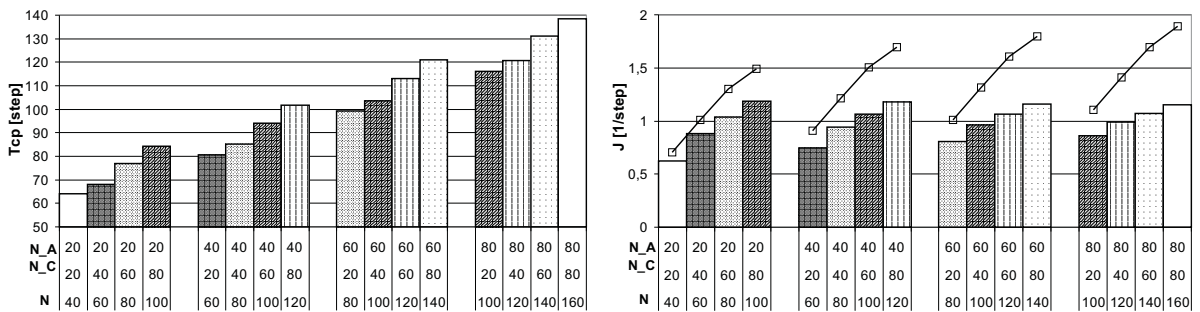 Tcp [step]
140
130
120
110
100
90
80
70
60
50
N_A 20 20 20 20 40 40 40 40 60 60 60 60 80 80 80 80
N_C 20 40 60 80 20 40 60 80 20 40 60 80 20 40 60 80
N 40 60 80 100 60 80 100 120 80 100 120 140 100 120 140 160
J [1/step]
2
1,5
1
0,5
0
N_A 20 20 20 20 40 40 40 40 60 60 60 60 80 80 80 80
N_C 20 40 60 80 20 40 60 80 20 40 60 80 20 40 60 80
N 40 60 80 100 60 80 100 120 80 100 120 140 100 120 140 160